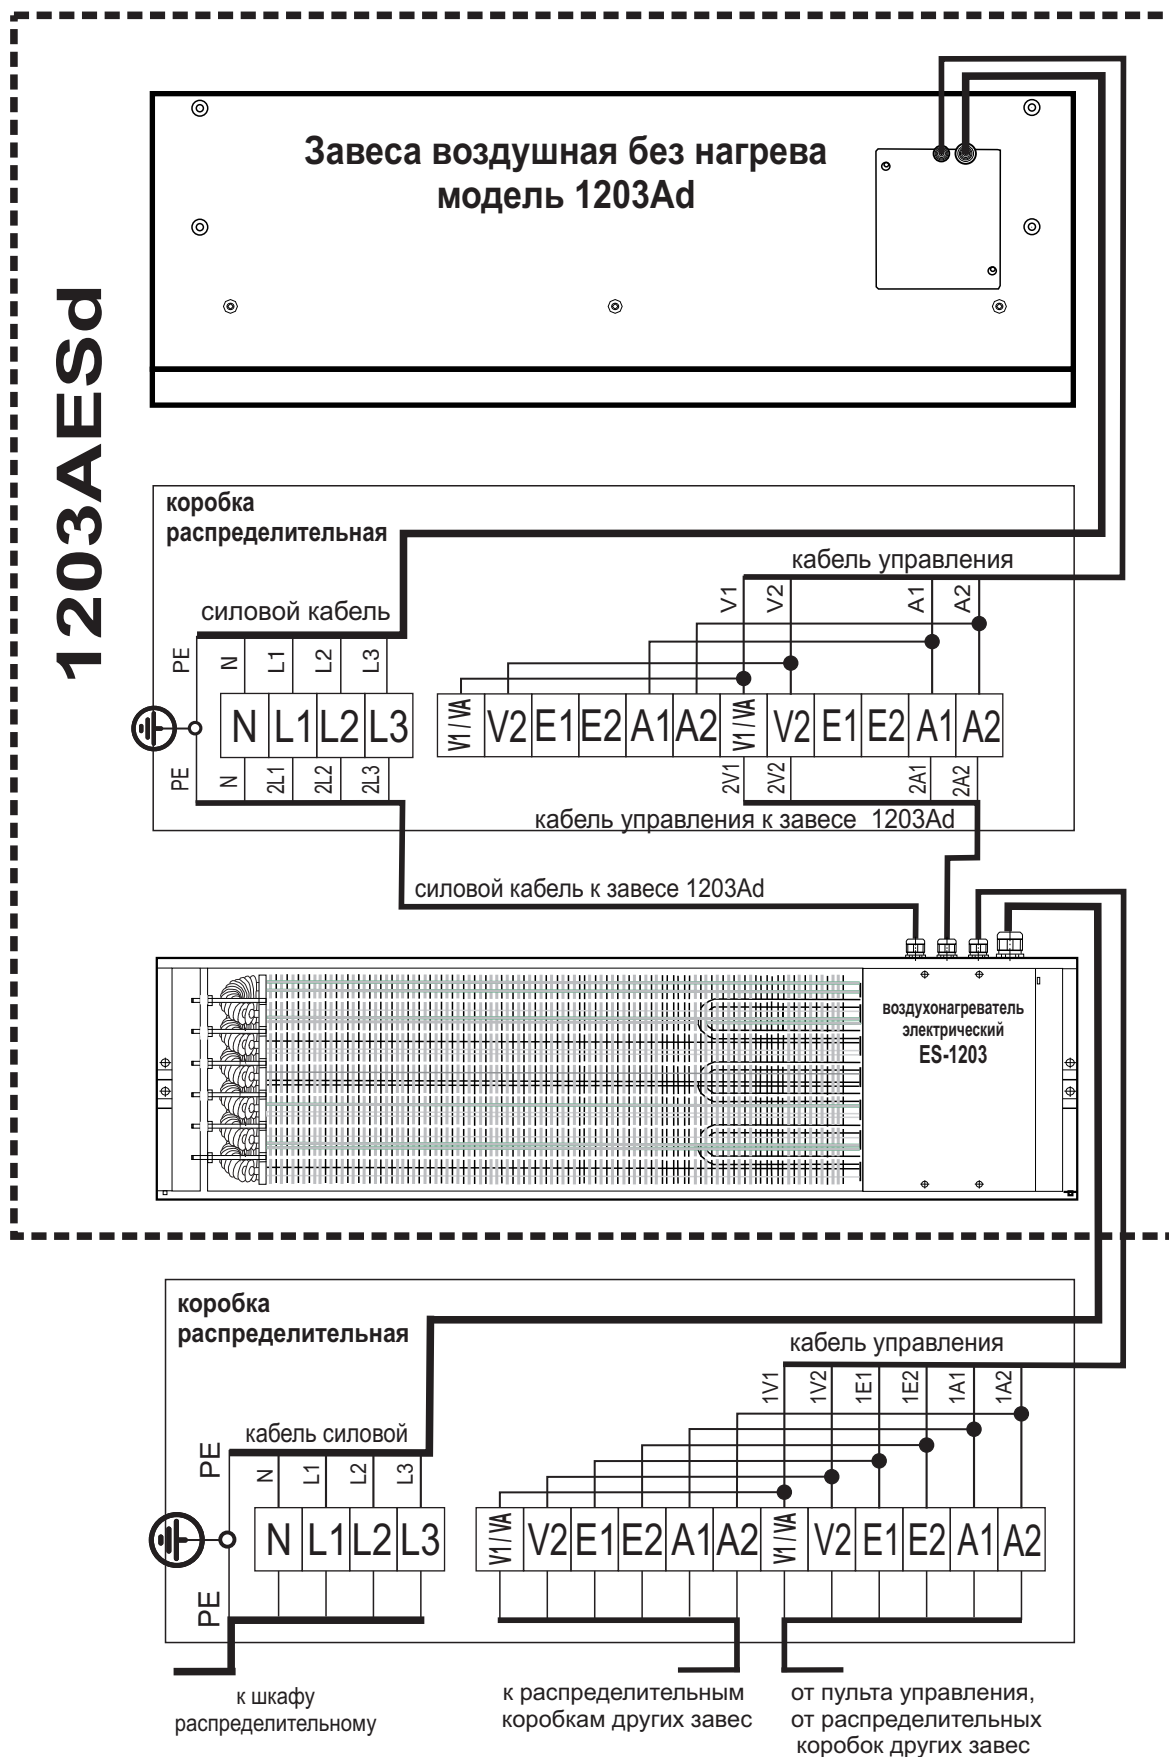 1203AESd
Завеса воздушная без нагрева
модель 1203Ad
коробка
распределительная
кабель управления
силовой кабель
V1 V2 A1 A2
PE N L1 L2 L3
N L1 L2 L3
V1 / VA V2 E1 E2 A1 A2 V1 / VA V2 E1 E2 A1 A2
PE N 2L1 2L2 2L3
2V1 2V2 2A1 2A2
кабель управления к завесе 1203Ad
силовой кабель к завесе 1203Ad
воздухонагреватель
электрический
ES-1203
коробка
распределительная
кабель управления
1V1 1V2 1E1 1E2 1A1 1A2
кабель силовой
PE N L1 L2 L3
N L1 L2 L3
V1 / VA V2 E1 E2 A1 A2 V1 / VA V2 E1 E2 A1 A2
PE
к шкафу
распределительному
к распределительным
коробкам других завес
от пульта управления,
от распределительных
коробок других завес